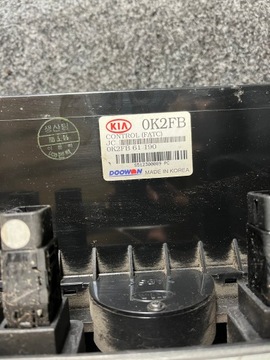 KIA
0K2FB
CONTROL (FATC)
JC
0K2FB 61 190
DOOWON
MADE IN KOREA